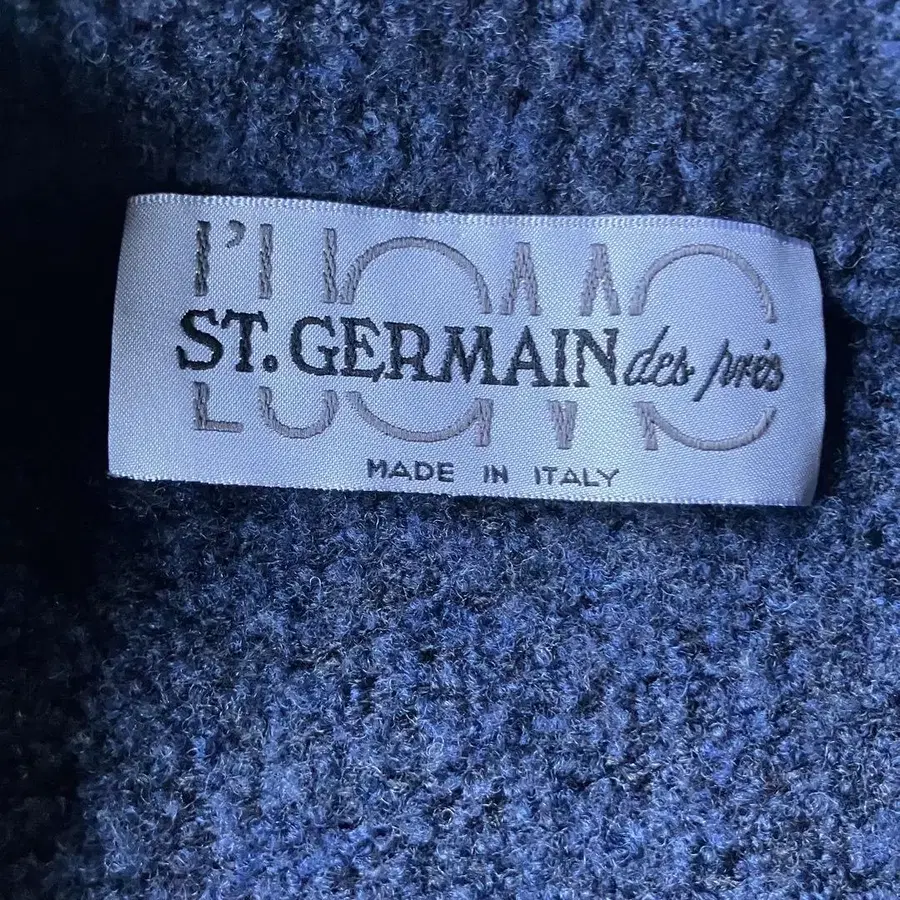 L'UOMO
ST. GERMAIN des prés
MADE IN ITALY